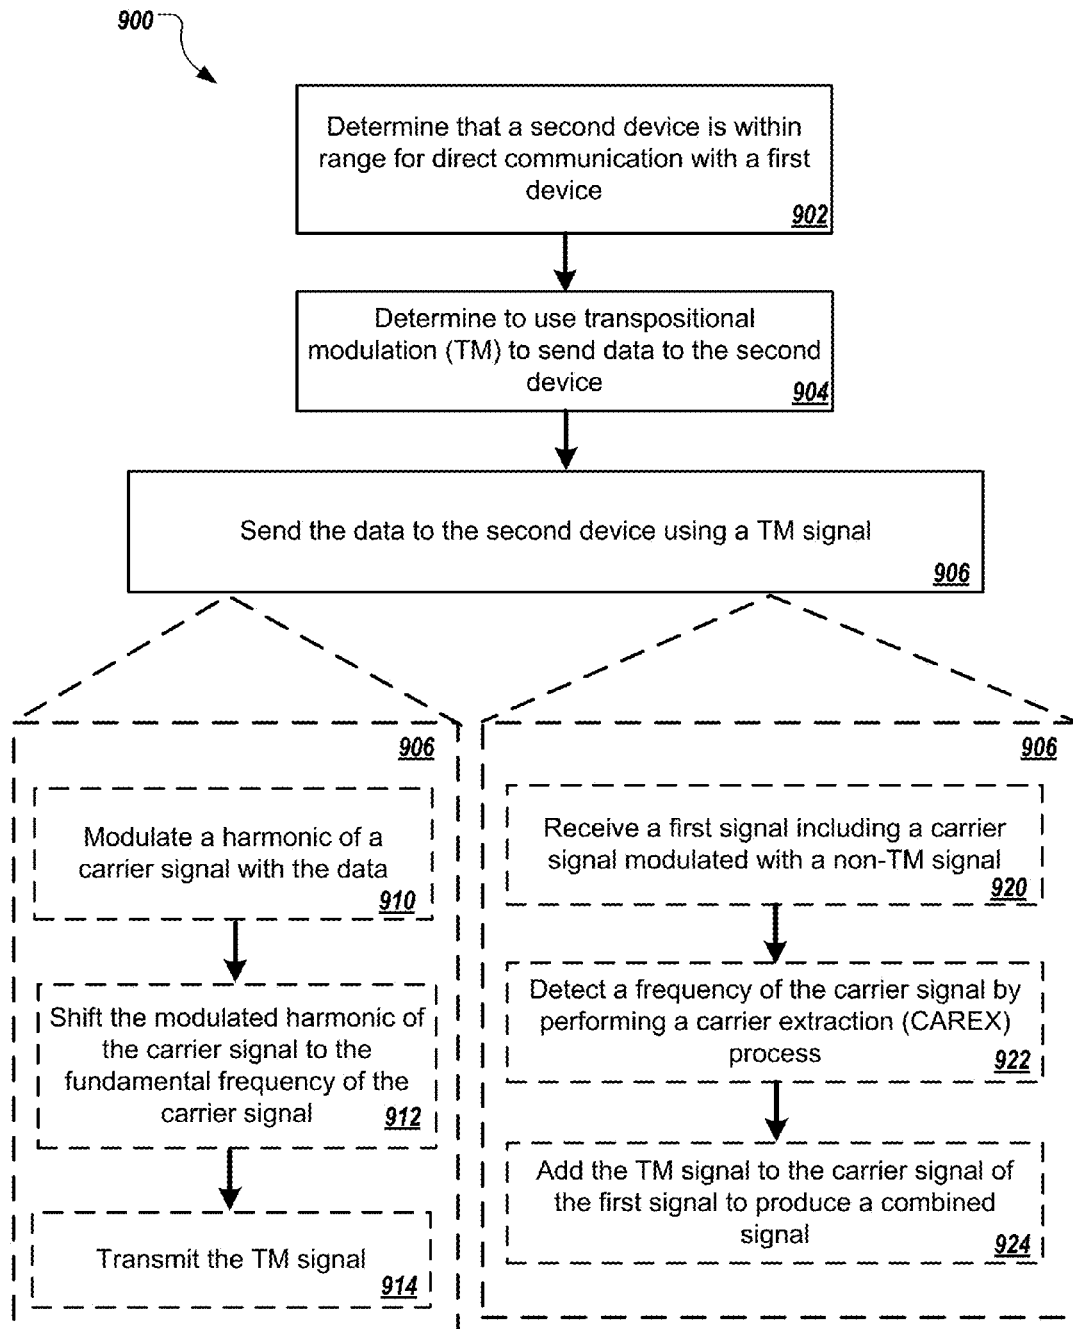 900
Determine that a second device is within
range for direct communication with a first
device
902
Determine to use transpositional
modulation (TM) to send data to the second
device
904
Send the data to the second device using a TM signal
906
906
Modulate a harmonic of a
carrier signal with the data
910
Shift the modulated harmonic of
the carrier signal to the
fundamental frequency of the
carrier signal
912
Transmit the TM signal
914
906
Receive a first signal including a carrier
signal modulated with a non-TM signal
920
Detect a frequency of the carrier signal by
performing a carrier extraction (CAREX)
process
922
Add the TM signal to the carrier signal of
the first signal to produce a combined
signal
924